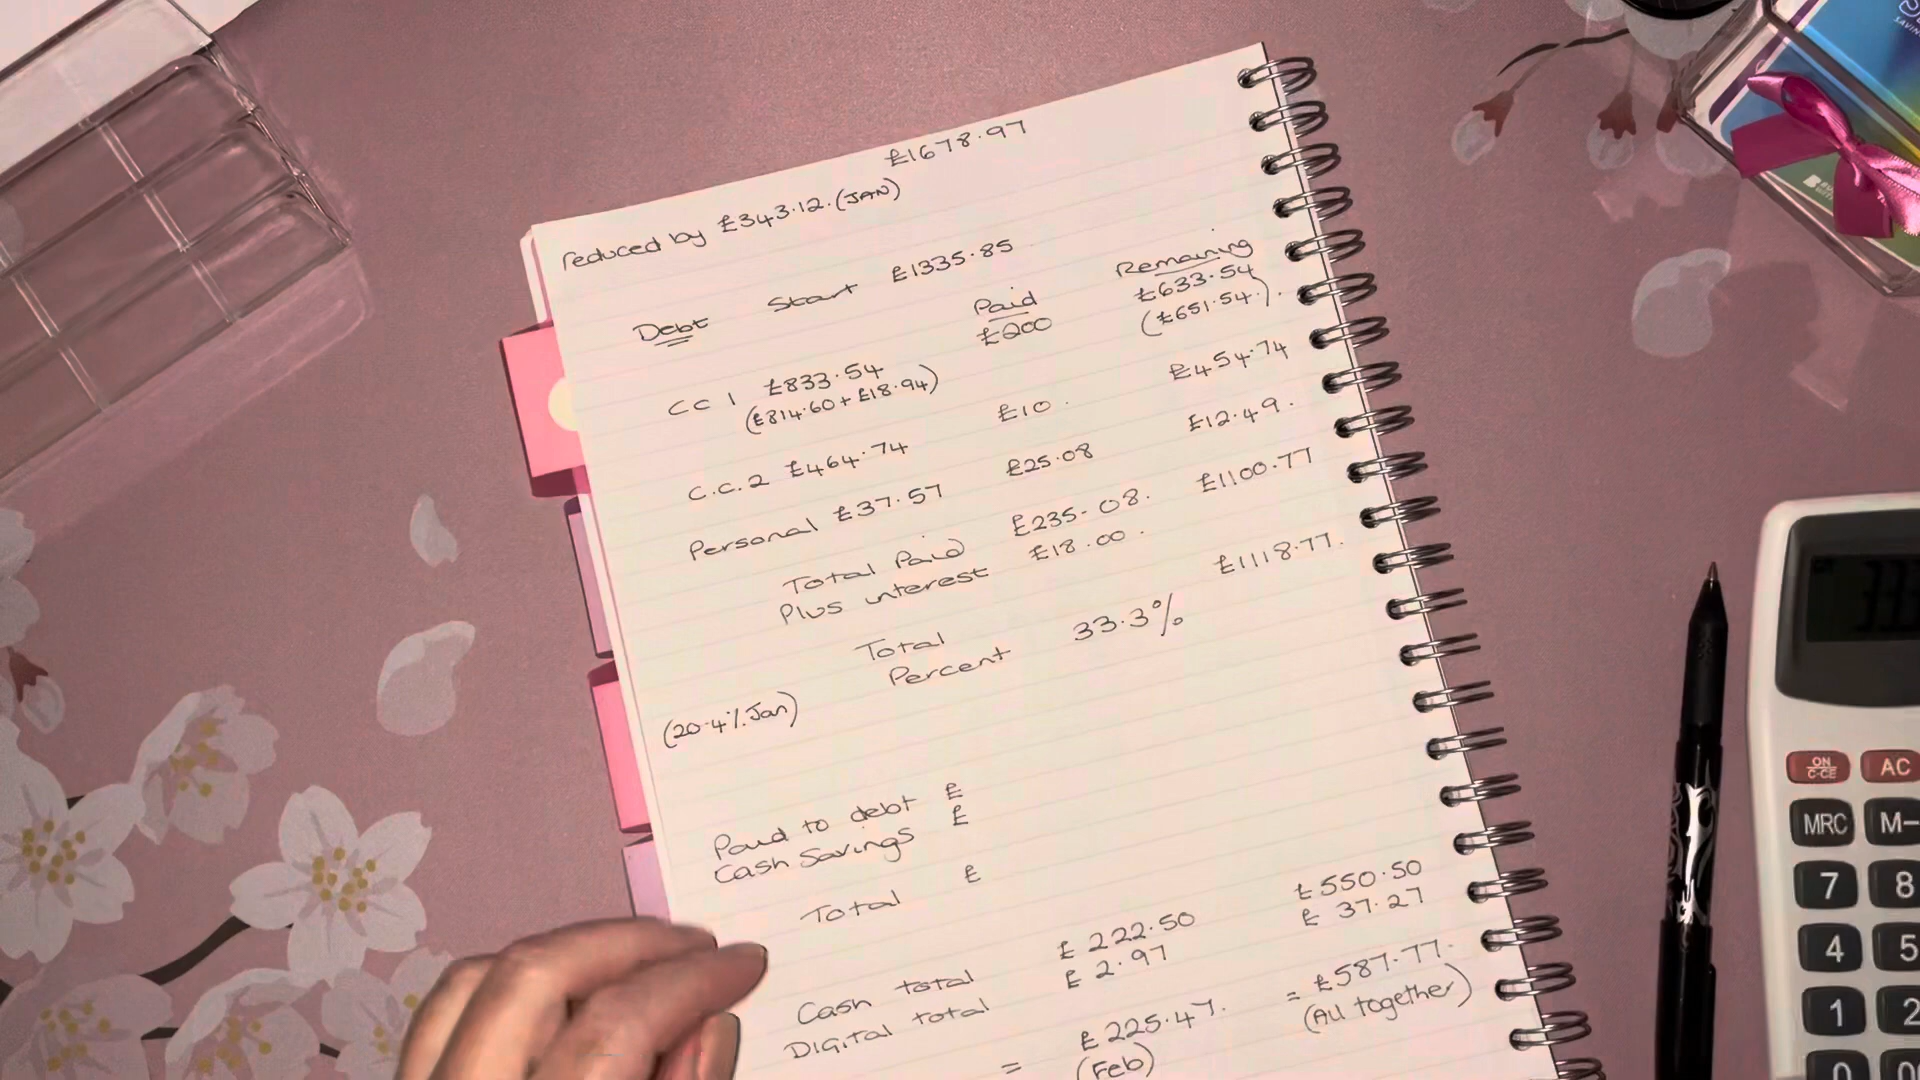 £1678.97
reduced by £343.12.(JAN)
Start £1335.85
Debt Paid Remaining
£200 £633.54
(£651.54.).
CC 1 £833.54
(£814.60 + £18.94)
C.C.2 £464.74 £10. £454.74
Personal £37.57 £25.08 £12.49.
Total Paid £235.08. £1100.77
Plus interest £18.00.
Total £1118.77.
Percent 33.3%
(20.4% Jan)
Paid to debt £
Cash Savings £
Total £
Cash total £222.50 £550.50
Digital total £2.97 £37.27
= £225.47. = £587.77.
(Feb) (All together)
ON/C·CE AC
MRC M-
7 8
4 5
1 2
0